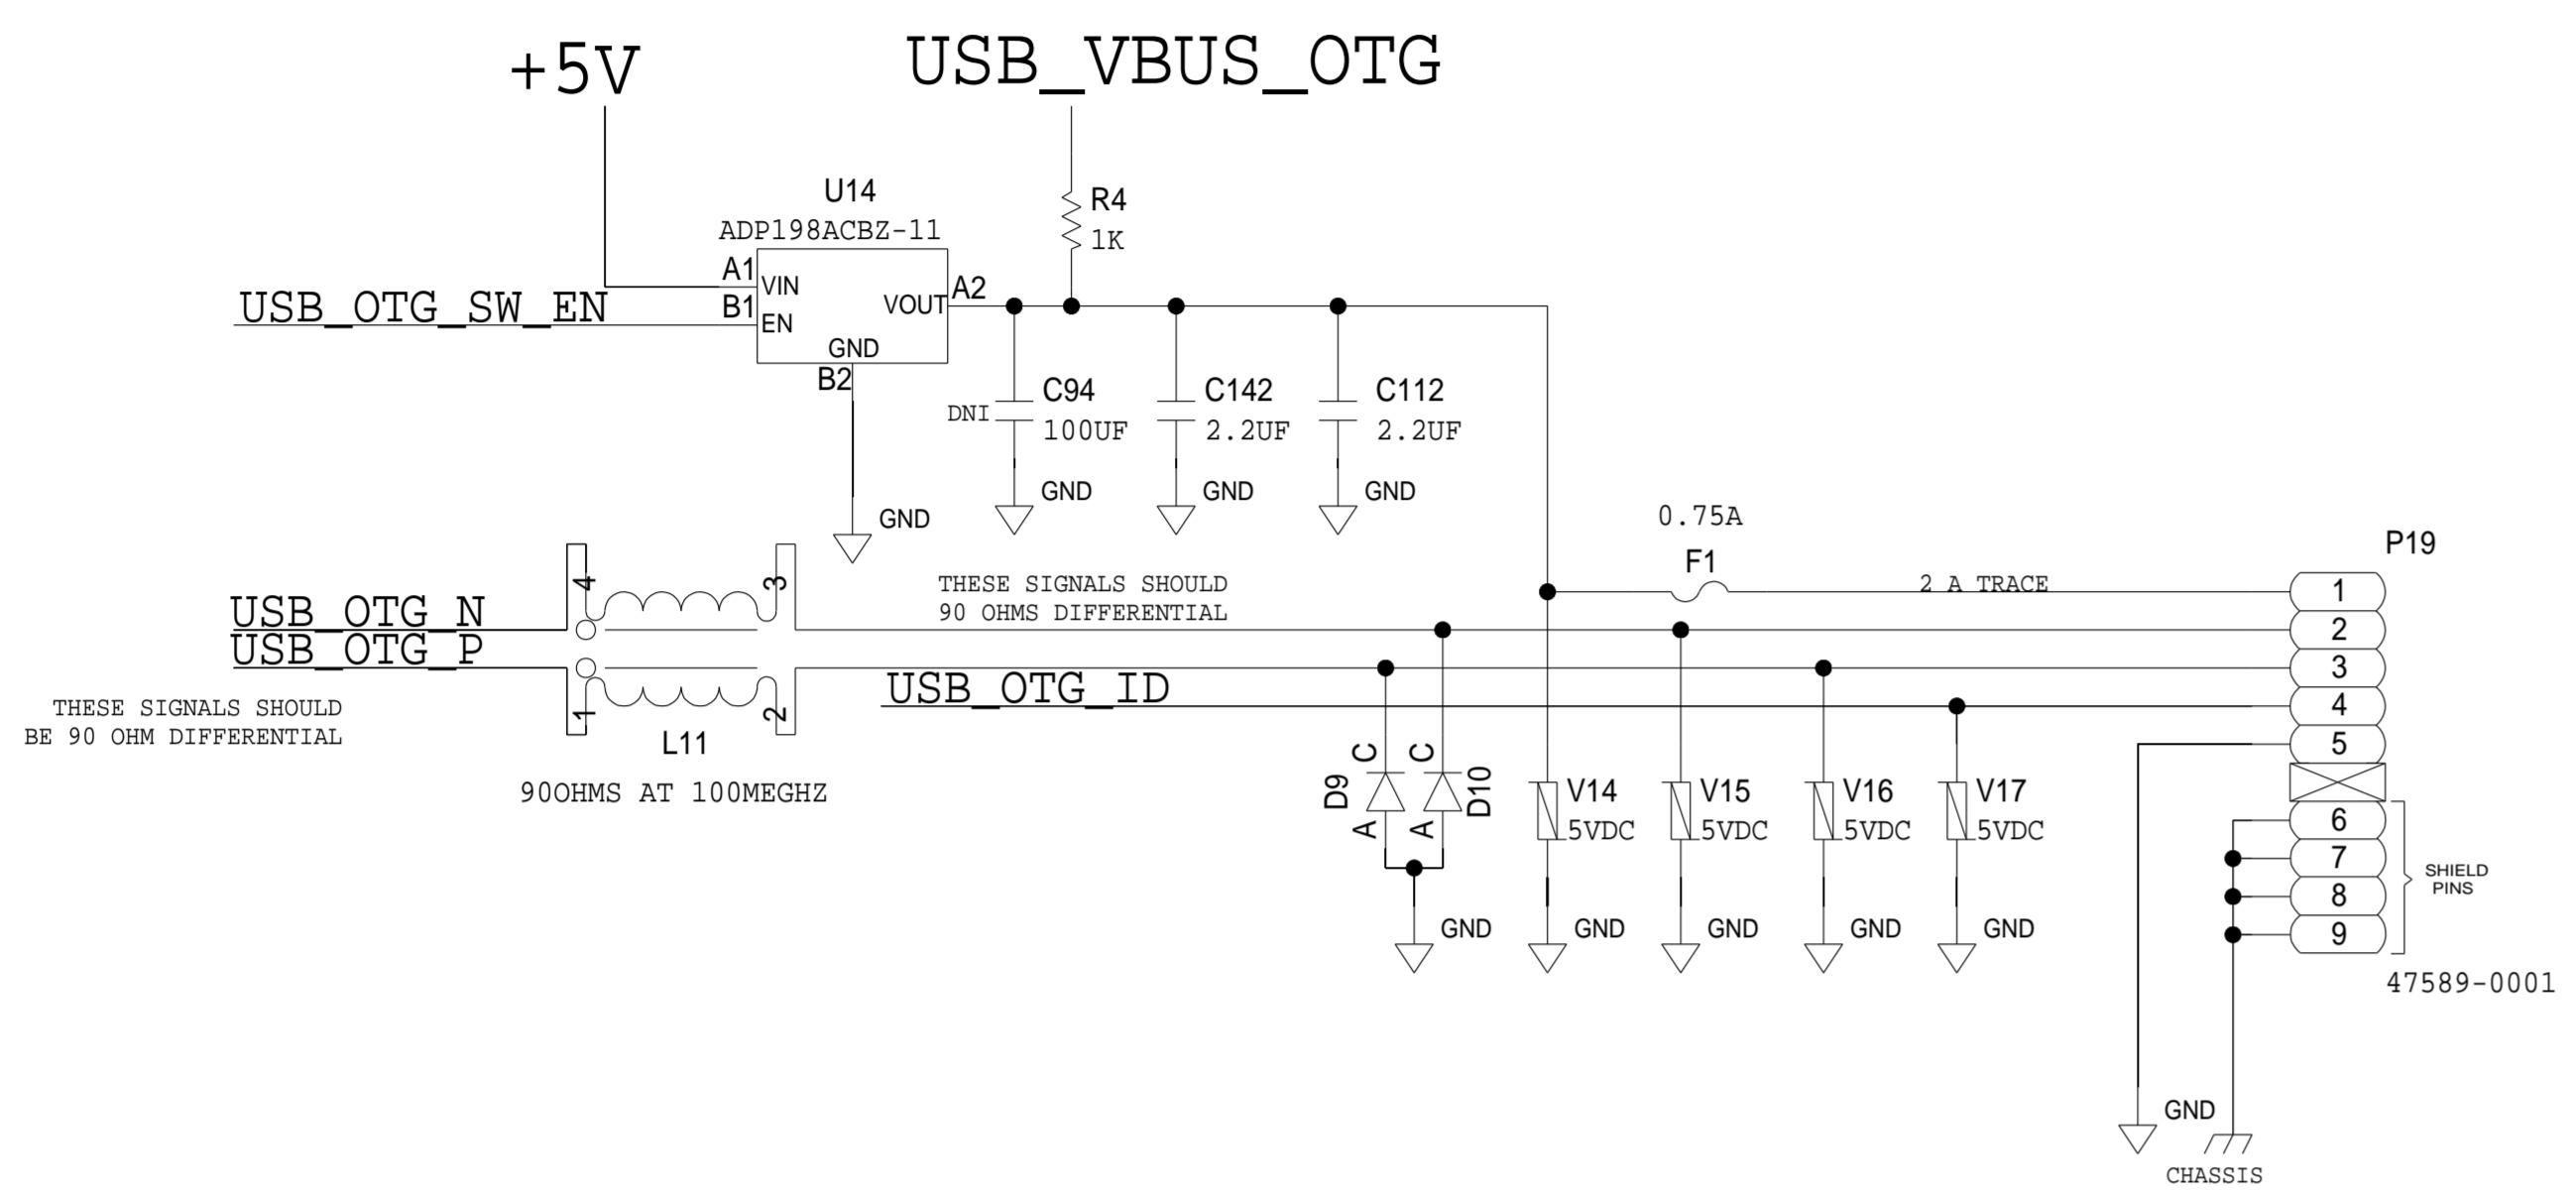 +5V
USB_VBUS_OTG
U14
ADP198ACBZ-11
R4
1K
A1
VIN
B1
EN
VOUT
A2
GND
B2
USB_OTG_SW_EN
C94
DNI
100UF
C142
2.2UF
C112
2.2UF
GND
GND
GND
GND
0.75A
F1
2 A TRACE
P19
USB_OTG_N
USB_OTG_P
4
3
1
2
L11
90OHMS AT 100MEGHZ
THESE SIGNALS SHOULD
BE 90 OHM DIFFERENTIAL
THESE SIGNALS SHOULD
90 OHMS DIFFERENTIAL
USB_OTG_ID
D9
C
A
C
A
D10
V14
5VDC
V15
5VDC
V16
5VDC
V17
5VDC
GND
GND
GND
GND
GND
1
2
3
4
5
6
7
8
9
SHIELD
PINS
47589-0001
GND
CHASSIS